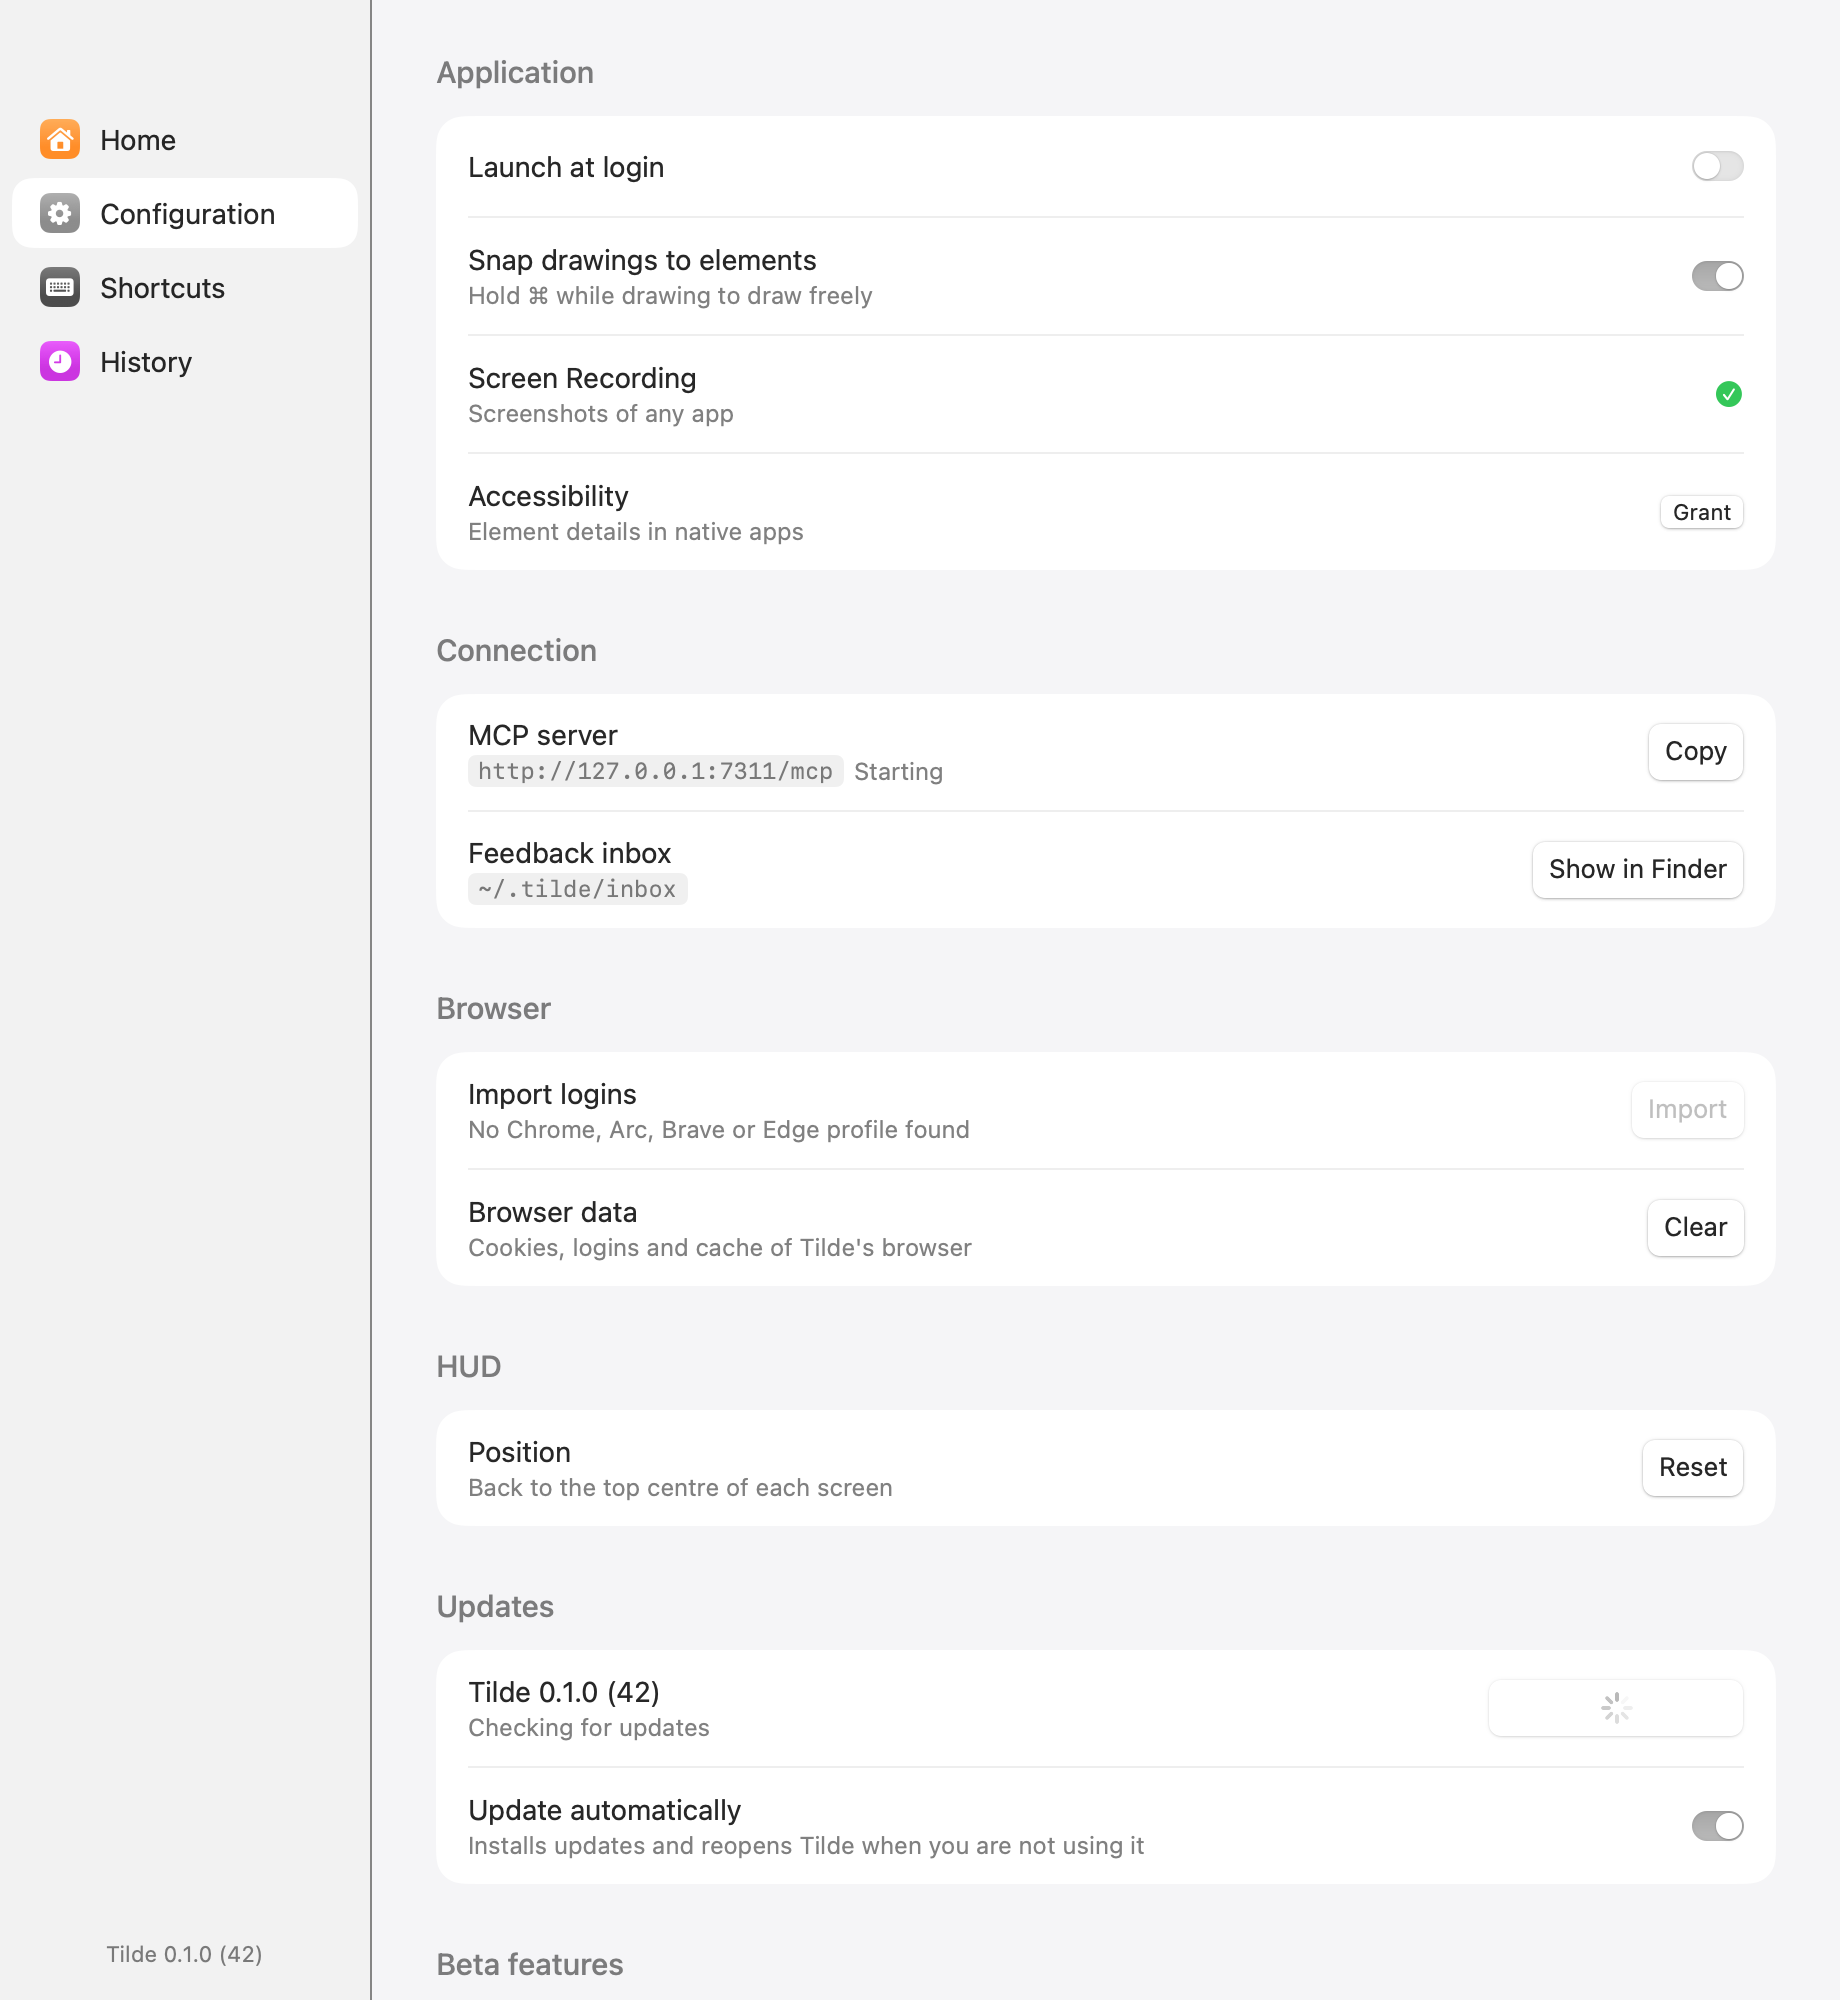 Home
Configuration
Shortcuts
History
Tilde 0.1.0 (42)
Application
Launch at login
Snap drawings to elements
Hold ⌘ while drawing to draw freely
Screen Recording
Screenshots of any app
Accessibility
Element details in native apps
Grant
Connection
MCP server
http://127.0.0.1:7311/mcp Starting
Copy
Feedback inbox
~/.tilde/inbox
Show in Finder
Browser
Import logins
No Chrome, Arc, Brave or Edge profile found
Import
Browser data
Cookies, logins and cache of Tilde's browser
Clear
HUD
Position
Back to the top centre of each screen
Reset
Updates
Tilde 0.1.0 (42)
Checking for updates
Update automatically
Installs updates and reopens Tilde when you are not using it
Beta features